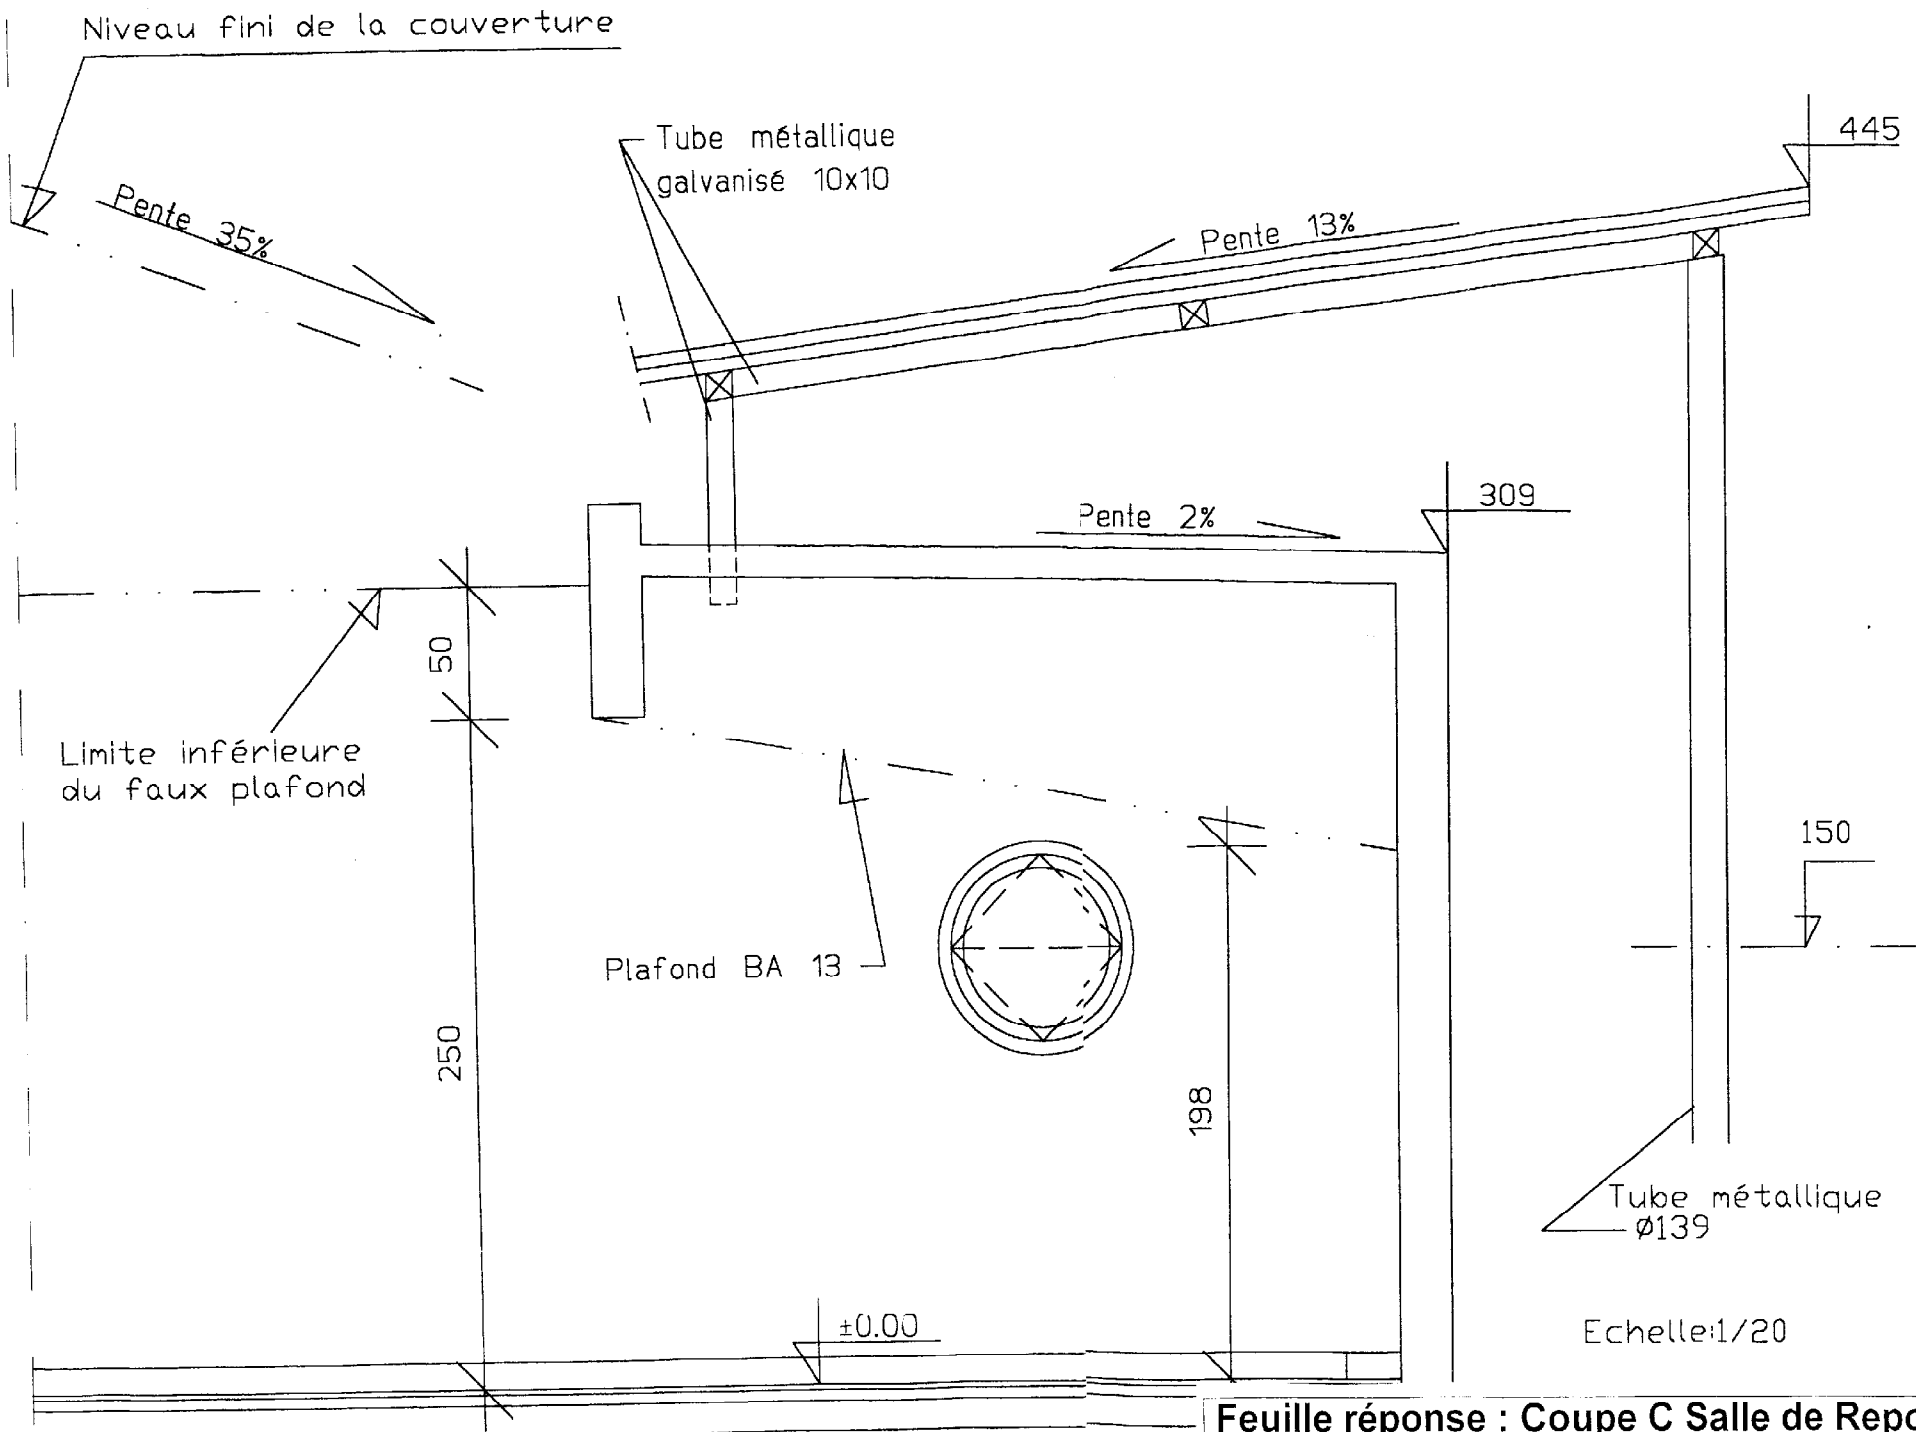 Niveau fini de la couverture
Tube métallique
galvanisé 10x10
445
Pente 35%
Pente 13%
309
Pente 2%
50
Limite inférieure
du faux plafond
150
Plafond BA 13
250
198
Tube métallique
Ø139
±0.00
Echelle:1/20
Feuille réponse : Coupe C Salle de Repo